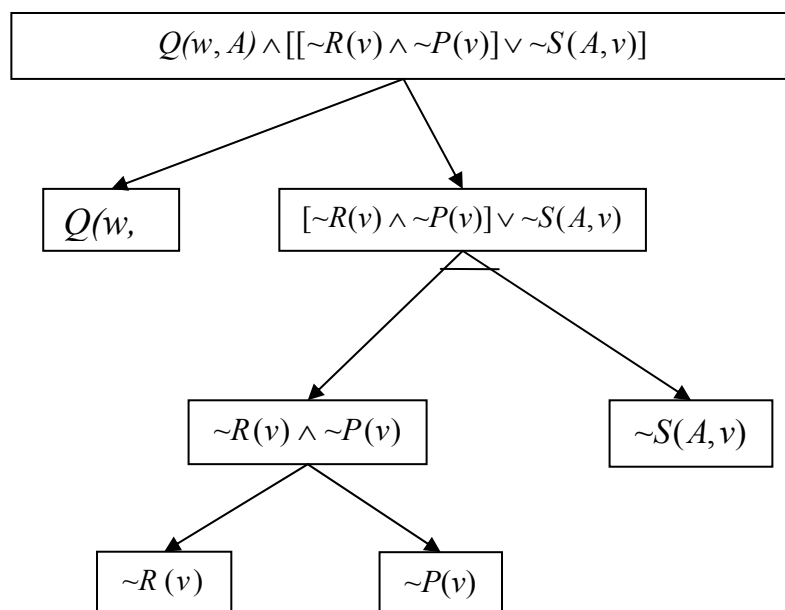 Q(w, A) ∧ [[~R(v) ∧ ~P(v)] ∨ ~S(A, v)]
Q(w,
[~R(v) ∧ ~P(v)] ∨ ~S(A, v)
~R(v) ∧ ~P(v)
~S(A, v)
~R(v)
~P(v)